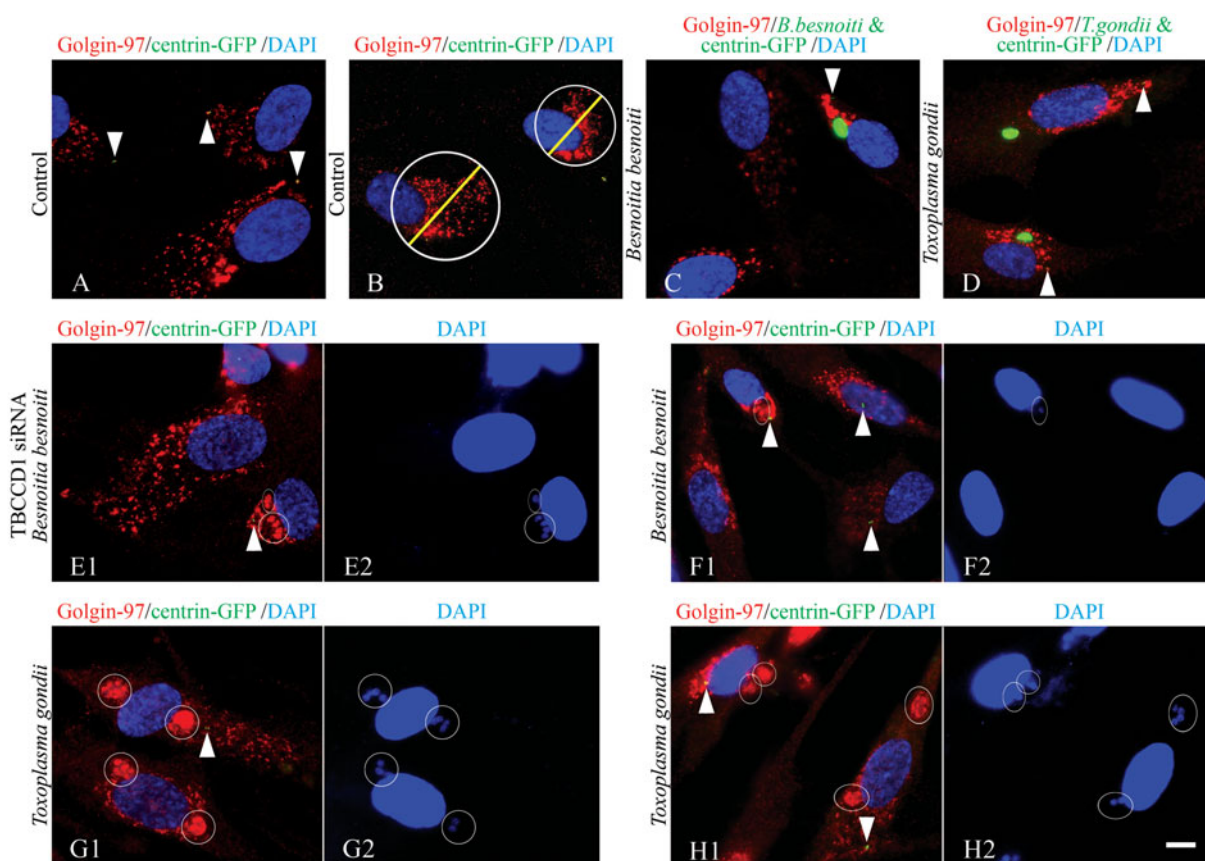 Golgin-97/centrin-GFP /DAPI
Golgin-97/centrin-GFP/DAPI
Golgin-97/B.besnoiti &
centrin-GFP/DAPI
Golgin-97/T.gondii &
centrin-GFP/DAPI
Control
A
Control
B
Besnoitia besnoiti
C
Toxoplasma gondii
D
Golgin-97/centrin-GFP /DAPI
DAPI
Golgin-97/centrin-GFP /DAPI
DAPI
TBCCD1 siRNA
Besnoitia besnoiti
E1
E2
Besnoitia besnoiti
F1
F2
Golgin-97/centrin-GFP /DAPI
DAPI
Golgin-97/centrin-GFP /DAPI
DAPI
Toxoplasma gondii
G1
G2
Toxoplasma gondii
H1
H2